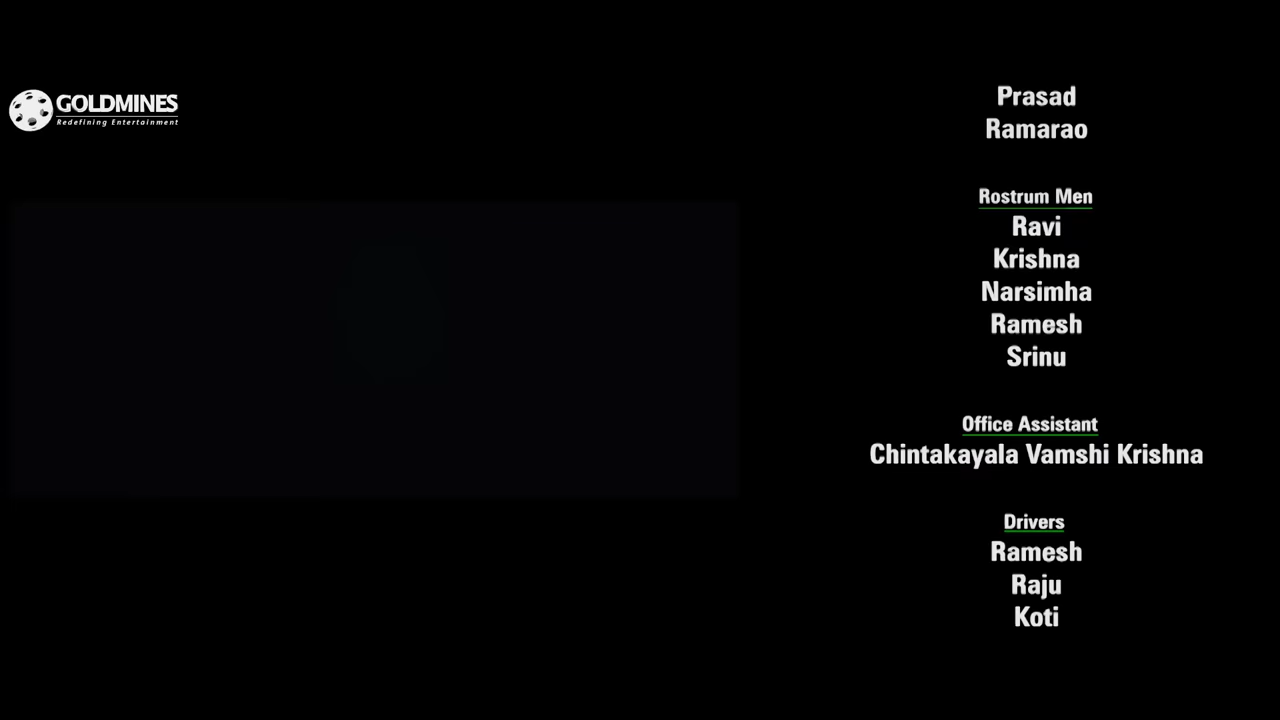 GOLDMINES
Redefining Entertainment
Prasad
Ramarao
Rostrum Men
Ravi
Krishna
Narsimha
Ramesh
Srinu
Office Assistant
Chintakayala Vamshi Krishna
Drivers
Ramesh
Raju
Koti